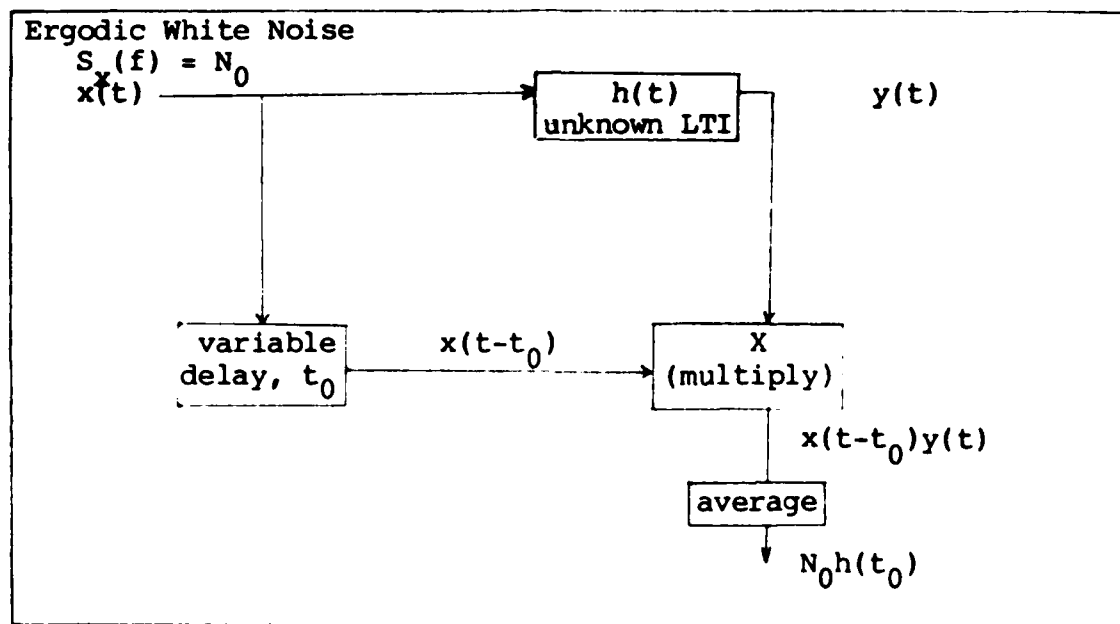 Ergodic White Noise
S_x(f) = N_0
x(t)
h(t)
unknown LTI
y(t)
variable
delay, t_0
x(t-t_0)
X
(multiply)
x(t-t_0)y(t)
average
N_0h(t_0)